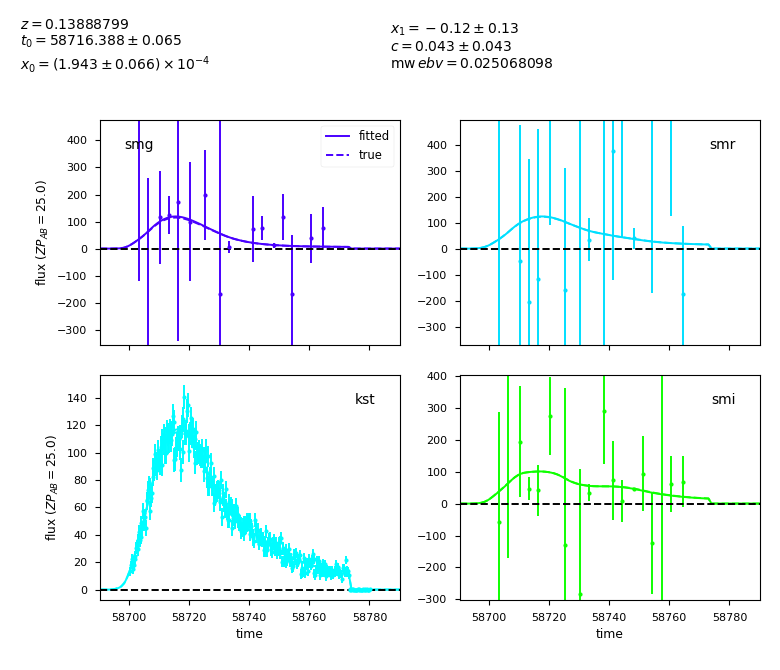 z = 0.13888799
t₀ = 58716.388 ± 0.065
x₀ = (1.943 ± 0.066) × 10⁻⁴
x₁ = −0.12 ± 0.13
c = 0.043 ± 0.043
mw ebv = 0.025068098
smg
fitted
true
flux (ZP_AB = 25.0)
400
300
200
100
0
−100
−200
−300
smr
400
300
200
100
0
−100
−200
−300
kst
flux (ZP_AB = 25.0)
140
120
100
80
60
40
20
0
58700 58720 58740 58760 58780
time
smi
400
300
200
100
0
−100
−200
−300
58700 58720 58740 58760 58780
time